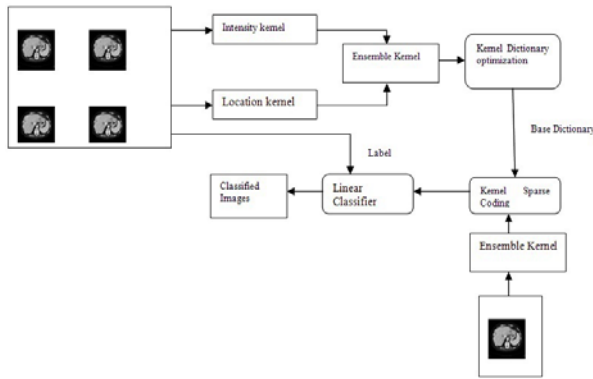 Intensity kernel
Location kernel
Ensemble Kernel
Kernel Dictionary
optimization
Base Dictionary
Label
Classified
Images
Linear
Classifier
Kernel Sparse
Coding
Ensemble Kernel